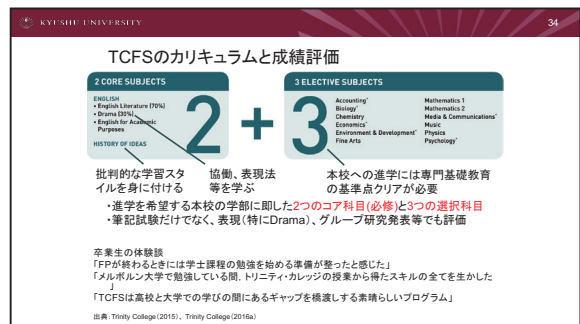 KYUSHU UNIVERSITY
34
TCFSのカリキュラムと成績評価
2 CORE SUBJECTS
ENGLISH
• English Literature (70%)
• Drama (30%)
• English for Academic
Purposes
HISTORY OF IDEAS
2
+
3 ELECTIVE SUBJECTS
3
Accounting*
Biology*
Chemistry
Economics*
Environment & Development*
Fine Arts
Mathematics 1
Mathematics 2
Media & Communications*
Music
Physics
Psychology*
批判的な学習スタ
イルを身に付ける
協働、表現法
等を学ぶ
本校への進学には専門基礎教育
の基準点クリアが必要
・進学を希望する本校の学部に即した2つのコア科目(必修)と3つの選択科目
・筆記試験だけでなく、表現(特にDrama)、グループ研究発表等でも評価
卒業生の体験談
「FPが終わるときには学士課程の勉強を始める準備が整ったと感じた」
「メルボルン大学で勉強している間、トリニティ・カレッジの授業から得たスキルの全てを生かした
」
「TCFSは高校と大学での学びの間にあるギャップを橋渡しする素晴らしいプログラム」
出典：Trinity College（2015）、 Trinity College（2016a）